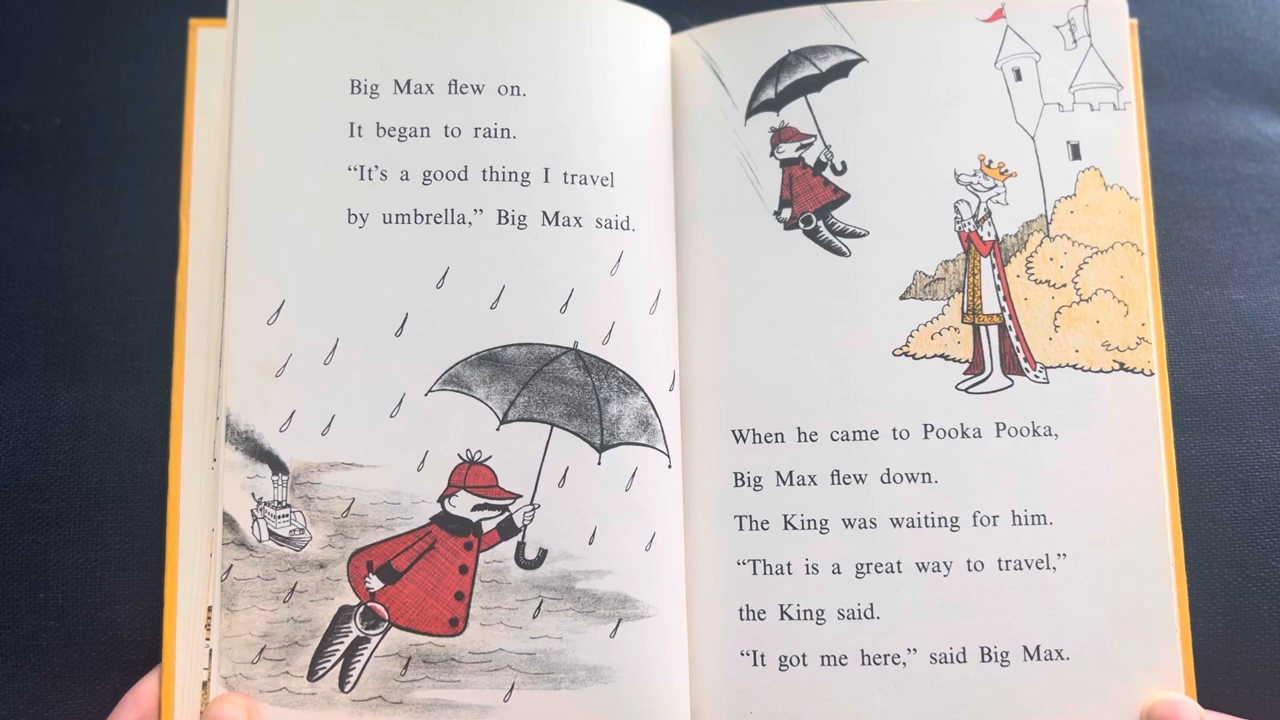 Big Max flew on.
It began to rain.
“It’s a good thing I travel
by umbrella,” Big Max said.
When he came to Pooka Pooka,
Big Max flew down.
The King was waiting for him.
“That is a great way to travel,”
the King said.
“It got me here,” said Big Max.